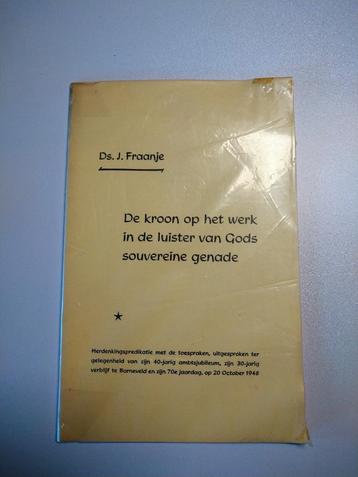 Ds. J. Fraanje
De kroon op het werk
in de luister van Gods
souvereine genade
Herdenkingspredikatie met de toespraken, uitgesproken ter
gelegenheid van zijn 40-jarig ambtsjubileum, zijn 30-jarig
verblijf te Barneveld en zijn 70e jaardag, op 20 October 1948